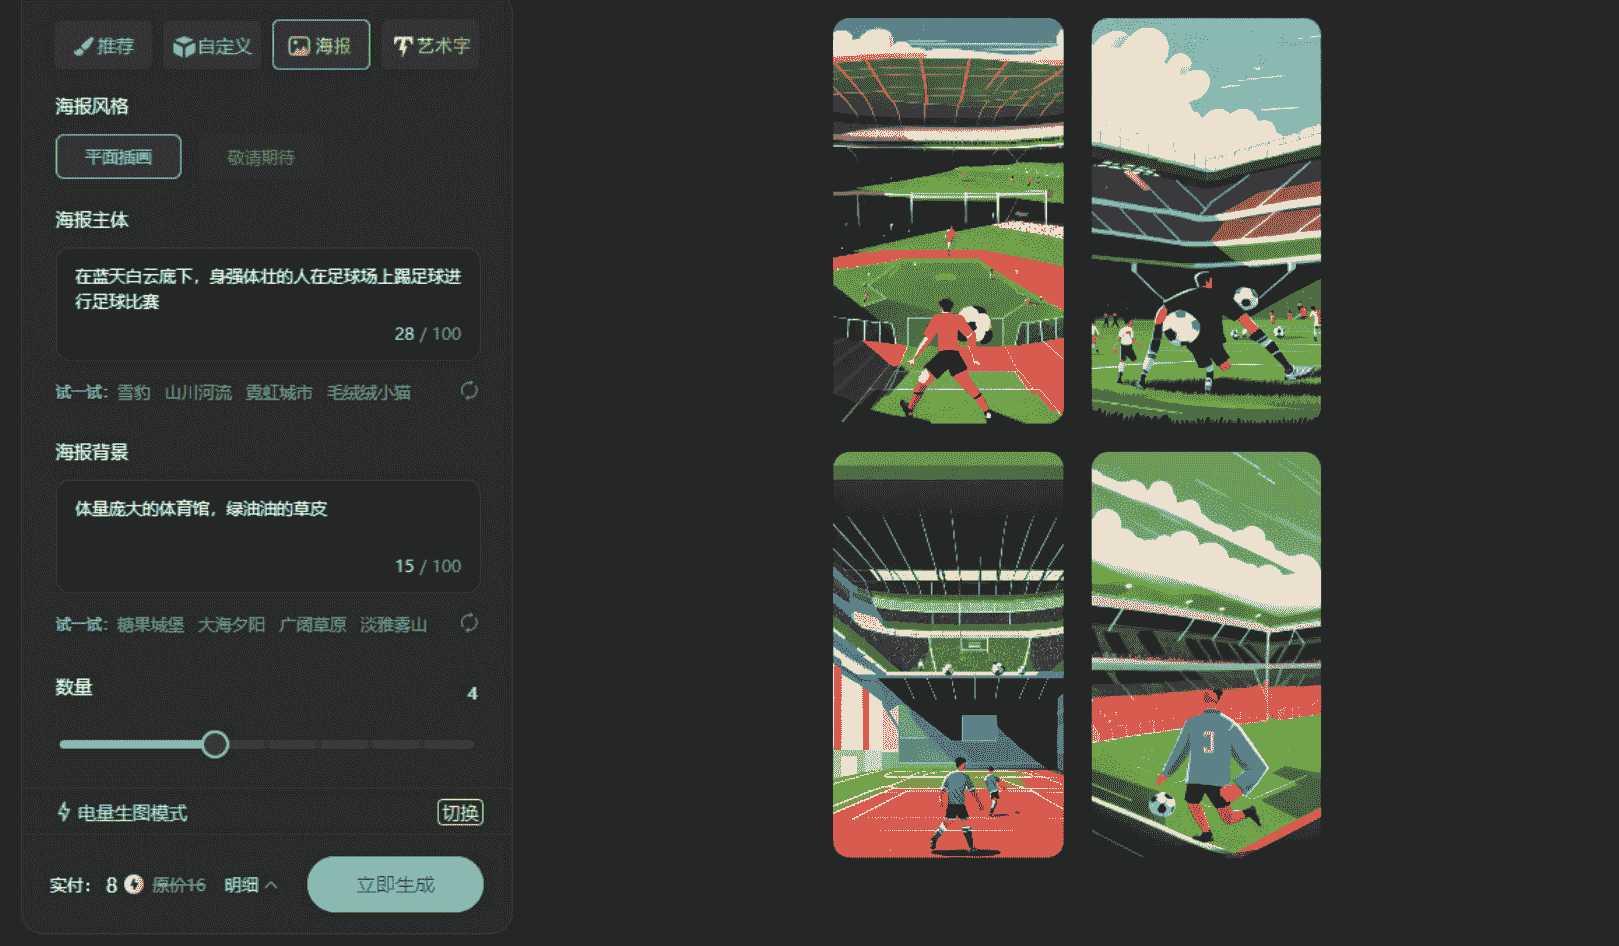 推荐
自定义
海报
艺术字
海报风格
平面插画
敬请期待
海报主体
在蓝天白云底下，身强体壮的人在足球场上踢足球进
行足球比赛
28 / 100
试一试： 雪豹 山川河流 霓虹城市 毛绒绒小猫
海报背景
体量庞大的体育馆，绿油油的草皮
15 / 100
试一试： 糖果城堡 大海夕阳 广阔草原 淡雅雾山
数量
4
电量生图模式
切换
实付： 8 原价16 明细
立即生成